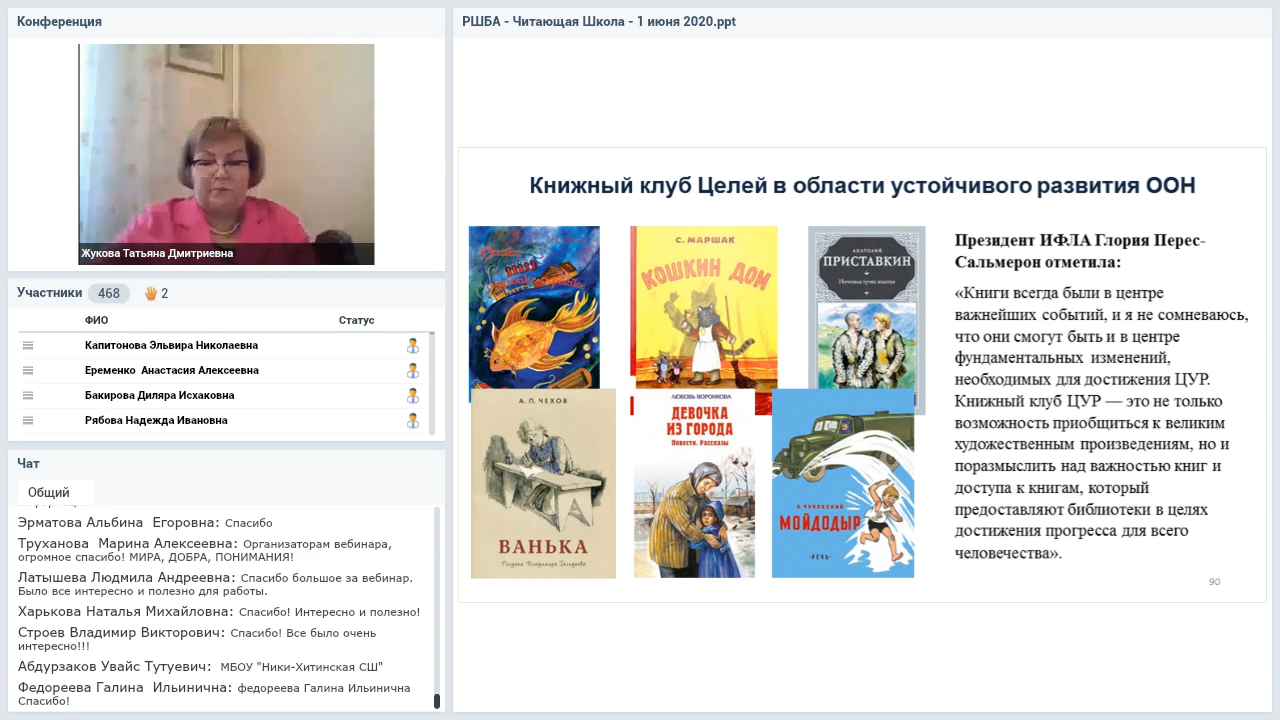 Конференция
Жукова Татьяна Дмитриевна
Участники 468 2
ФИО Статус
Капитонова Эльвира Николаевна
Еременко Анастасия Алексеевна
Бакирова Диляра Исхаковна
Рябова Надежда Ивановна
Чат
Общий
Эрматова Альбина Егоровна: Спасибо
Труханова Марина Алексеевна: Организаторам вебинара,
огромное спасибо! МИРА, ДОБРА, ПОНИМАНИЯ!
Латышева Людмила Андреевна: Спасибо большое за вебинар.
Было все интересно и полезно для работы.
Харькова Наталья Михайловна: Спасибо! Интересно и полезно!
Строев Владимир Викторович: Спасибо! Все было очень
интересно!!!
Абдурзаков Увайс Тутуевич: МБОУ "Ники-Хитинская СШ"
Федореева Галина Ильинична: федореева Галина Ильинична
Спасибо!
РШБА - Читающая Школа - 1 июня 2020.ppt
Книжный клуб Целей в области устойчивого развития ООН
С. МАРШАК
КОШКИН ДОМ
АНАТОЛИЙ
ПРИСТАВКИН
Ночевала тучка золотая
А. П. ЧЕХОВ
ВАНЬКА
Рисунки Владимира Гальдяева
ЛЮБОВЬ ВОРОНКОВА
ДЕВОЧКА
ИЗ ГОРОДА
Повести. Рассказы
К. ЧУКОВСКИЙ
МОЙДОДЫР
РЕЧЬ
Президент ИФЛА Глория Перес-
Сальмерон отметила:
«Книги всегда были в центре
важнейших событий, и я не сомневаюсь,
что они смогут быть и в центре
фундаментальных изменений,
необходимых для достижения ЦУР.
Книжный клуб ЦУР — это не только
возможность приобщиться к великим
художественным произведениям, но и
поразмыслить над важностью книг и
доступа к книгам, который
предоставляют библиотеки в целях
достижения прогресса для всего
человечества».
90